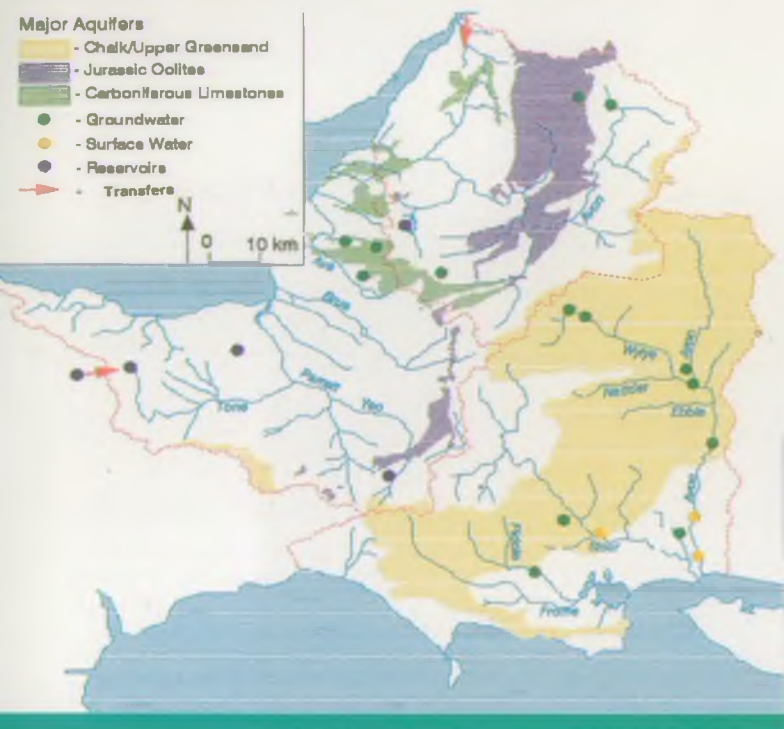 Major Aquifers
- Chalk/Upper Greensand
- Jurassic Oolites
- Carboniferous Limestones
- Groundwater
- Surface Water
- Reservoirs
- Transfers
N
0 10 km
Avon
Axe
Brue
Wylye
Avon
Parrett
Nadder
Yeo
Tone
Ebble
Avon
Piddle
Stour
Frome